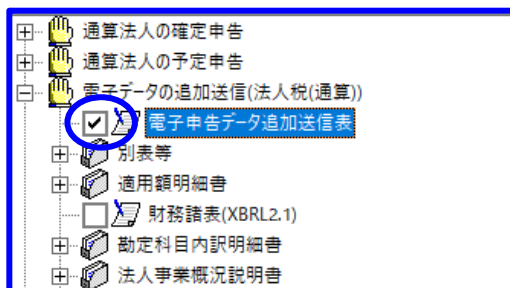 通算法人の確定申告
通算法人の予定申告
電子データの追加送信(法人税(通算))
電子申告データ追加送信表
別表等
適用額明細書
財務諸表(XBRL2.1)
勘定科目内訳明細書
法人事業概況説明書